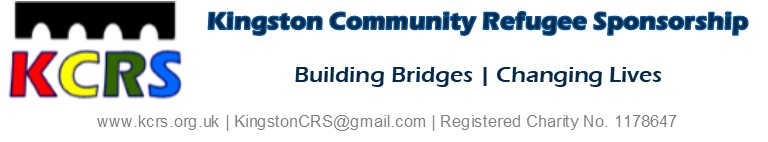 Kingston Community Refugee Sponsorship
KCRS
Building Bridges | Changing Lives
www.kcrs.org.uk | KingstonCRS@gmail.com | Registered Charity No. 1178647